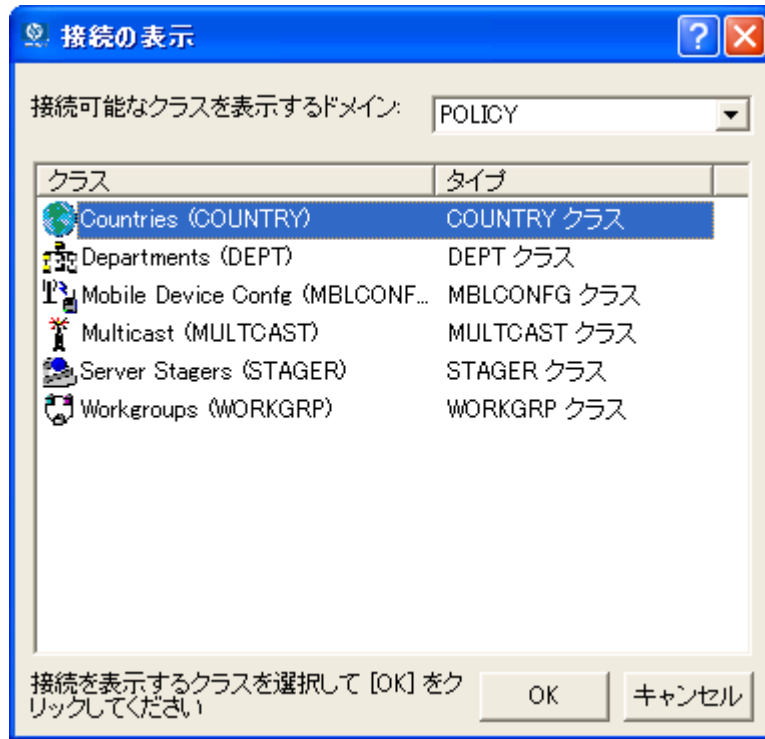 接続の表示
接続可能なクラスを表示するドメイン: POLICY
クラス タイプ
Countries (COUNTRY) COUNTRY クラス
Departments (DEPT) DEPT クラス
Mobile Device Confg (MBLCONF... MBLCONFG クラス
Multicast (MULTCAST) MULTCAST クラス
Server Stagers (STAGER) STAGER クラス
Workgroups (WORKGRP) WORKGRP クラス
接続を表示するクラスを選択して [OK] をク
リックしてください
OK キャンセル